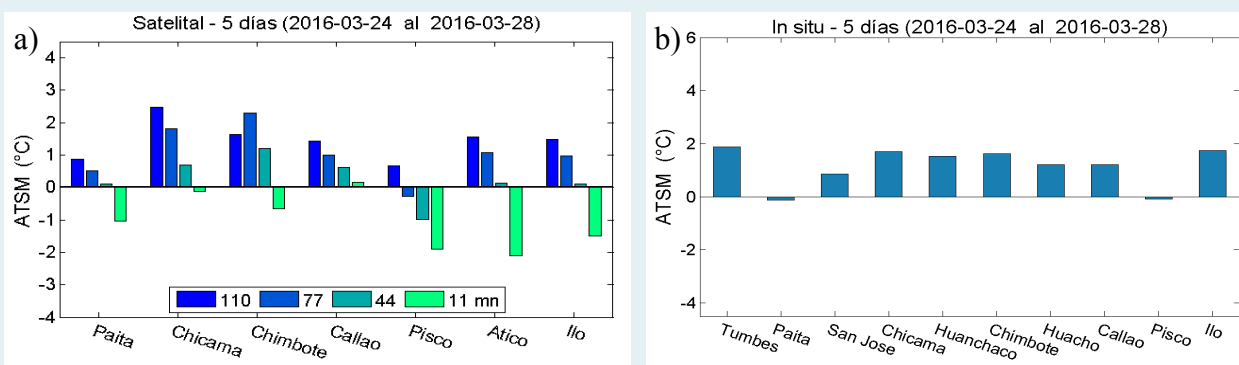 a)
Satelital - 5 días (2016-03-24 al 2016-03-28)
ATSM (°C)
4
3
2
1
0
-1
-2
-3
-4
110 77 44 11 mn
Paita Chicama Chimbote Callao Pisco Atico Ilo
b)
In situ - 5 días (2016-03-24 al 2016-03-28)
ATSM (°C)
6
4
2
0
-2
-4
Tumbes Paita San Jose Chicama Huanchaco Chimbote Huacho Callao Pisco Ilo